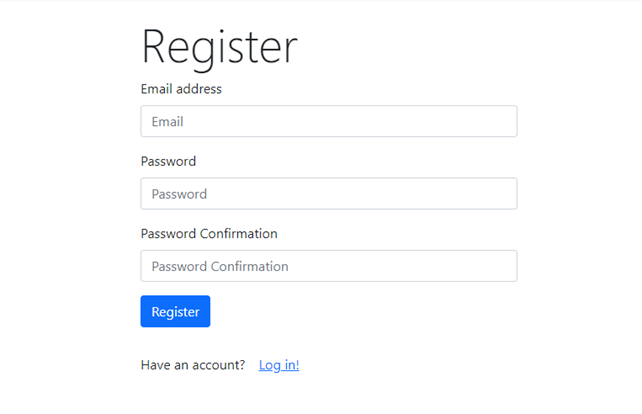 Register
Email address
Email
Password
Password
Password Confirmation
Password Confirmation
Register
Have an account? Log in!